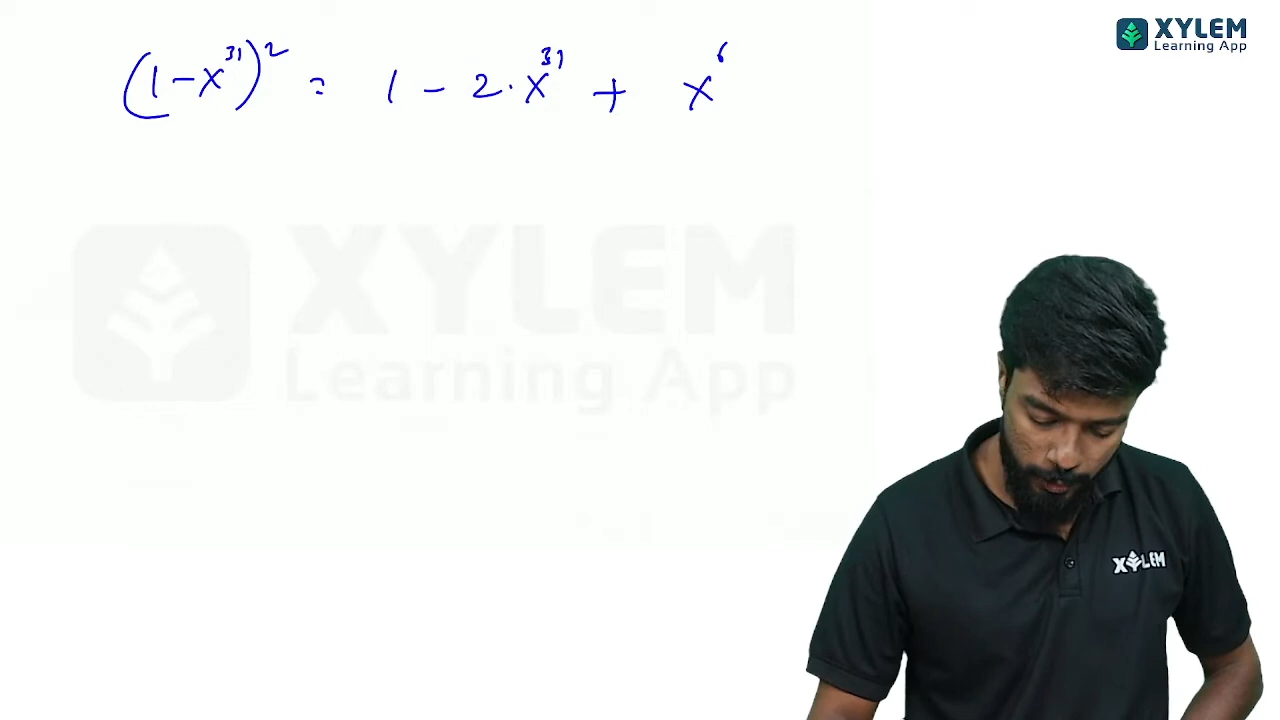 (1-x³¹)² = 1 - 2·x³¹ + x⁶
XYLEM
Learning App
XYLEM
Learning App
XYLEM